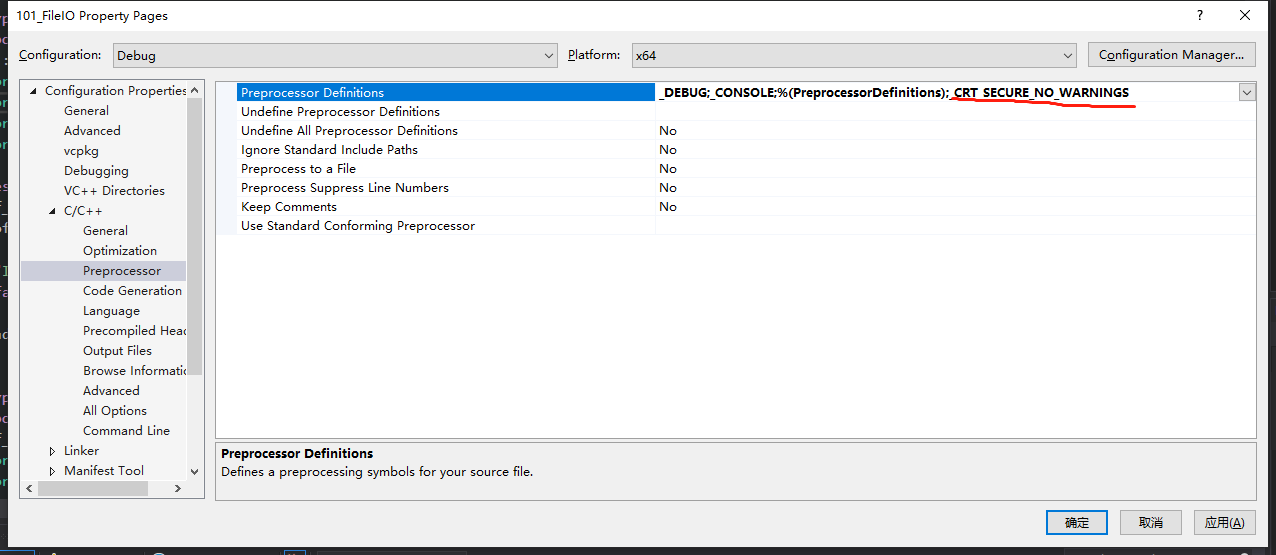 101_FileIO Property Pages
?
Configuration: Debug Platform: x64 Configuration Manager...
Configuration Properties
General
Advanced
vcpkg
Debugging
VC++ Directories
C/C++
General
Optimization
Preprocessor
Code Generation
Language
Precompiled Head
Output Files
Browse Informatio
Advanced
All Options
Command Line
Linker
Manifest Tool
Preprocessor Definitions _DEBUG;_CONSOLE;%(PreprocessorDefinitions);_CRT_SECURE_NO_WARNINGS
Undefine Preprocessor Definitions
Undefine All Preprocessor Definitions No
Ignore Standard Include Paths No
Preprocess to a File No
Preprocess Suppress Line Numbers No
Keep Comments No
Use Standard Conforming Preprocessor
Preprocessor Definitions
Defines a preprocessing symbols for your source file.
确定 取消 应用(A)